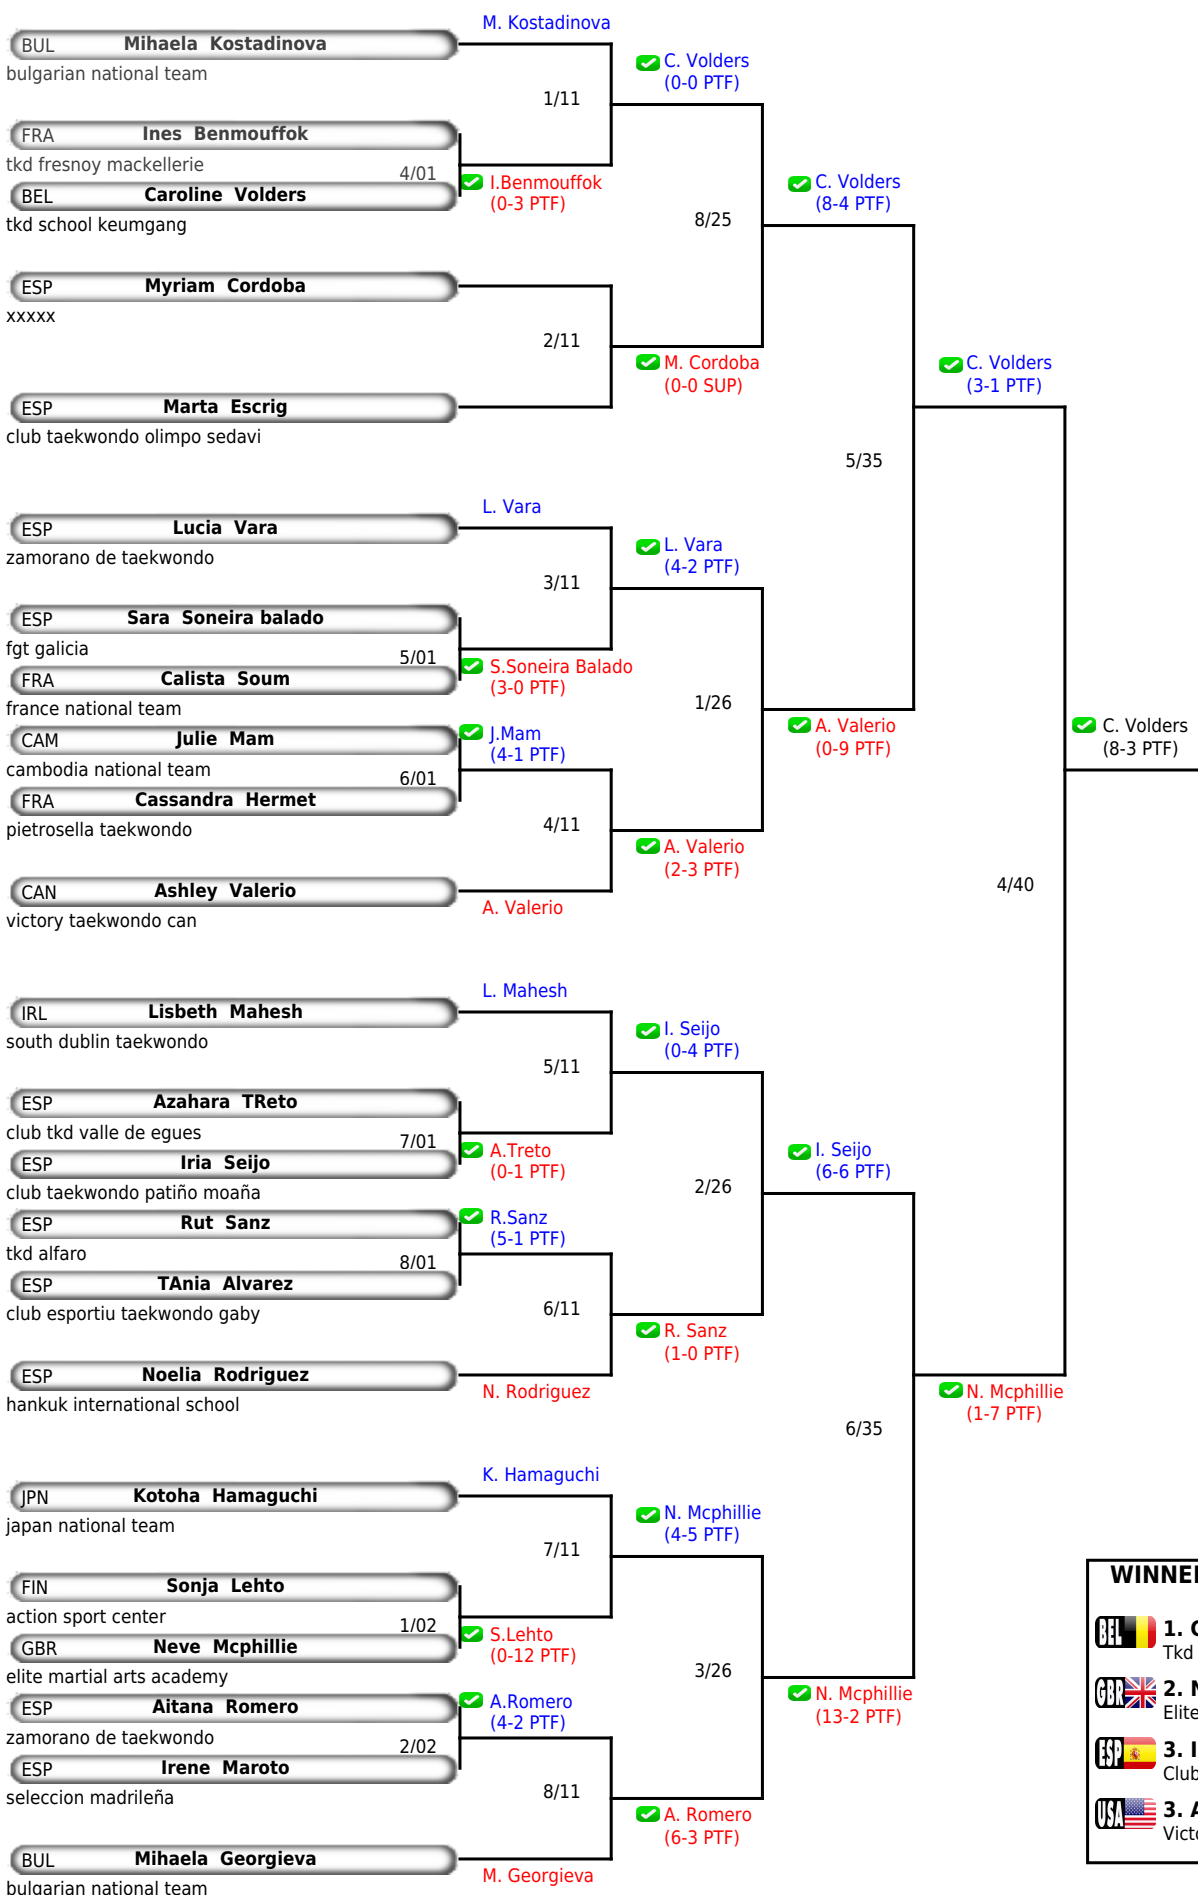 M. Kostadinova
BUL Mihaela Kostadinova
bulgarian national team
C. Volders
(0-0 PTF)
1/11
FRA Ines Benmouffok
tkd fresnoy mackellerie
4/01
BEL Caroline Volders
tkd school keumgang
I.Benmouffok
(0-3 PTF)
C. Volders
(8-4 PTF)
8/25
ESP Myriam Cordoba
xxxxx
2/11
M. Cordoba
(0-0 SUP)
C. Volders
(3-1 PTF)
ESP Marta Escrig
club taekwondo olimpo sedavi
5/35
L. Vara
ESP Lucia Vara
zamorano de taekwondo
L. Vara
(4-2 PTF)
3/11
ESP Sara Soneira balado
fgt galicia
5/01
FRA Calista Soum
france national team
S.Soneira Balado
(3-0 PTF)
1/26
A. Valerio
(0-9 PTF)
C. Volders
(8-3 PTF)
CAM Julie Mam
cambodia national team
J.Mam
(4-1 PTF)
6/01
FRA Cassandra Hermet
pietrosella taekwondo
4/11
A. Valerio
(2-3 PTF)
CAN Ashley Valerio
victory taekwondo can
A. Valerio
4/40
L. Mahesh
IRL Lisbeth Mahesh
south dublin taekwondo
I. Seijo
(0-4 PTF)
5/11
ESP Azahara TReto
club tkd valle de egues
7/01
ESP Iria Seijo
club taekwondo patiño moaña
A.Treto
(0-1 PTF)
I. Seijo
(6-6 PTF)
2/26
ESP Rut Sanz
tkd alfaro
R.Sanz
(5-1 PTF)
8/01
ESP TAnia Alvarez
club esportiu taekwondo gaby
6/11
R. Sanz
(1-0 PTF)
ESP Noelia Rodriguez
hankuk international school
N. Rodriguez
N. Mcphillie
(1-7 PTF)
6/35
K. Hamaguchi
JPN Kotoha Hamaguchi
japan national team
N. Mcphillie
(4-5 PTF)
7/11
FIN Sonja Lehto
action sport center
1/02
GBR Neve Mcphillie
elite martial arts academy
S.Lehto
(0-12 PTF)
3/26
N. Mcphillie
(13-2 PTF)
ESP Aitana Romero
zamorano de taekwondo
A.Romero
(4-2 PTF)
2/02
ESP Irene Maroto
seleccion madrileña
8/11
A. Romero
(6-3 PTF)
BUL Mihaela Georgieva
bulgarian national team
M. Georgieva
WINNE
BEL 1. C
Tkd
GBR 2. N
Elite
ESP 3. I
Club
USA 3. A
Victo